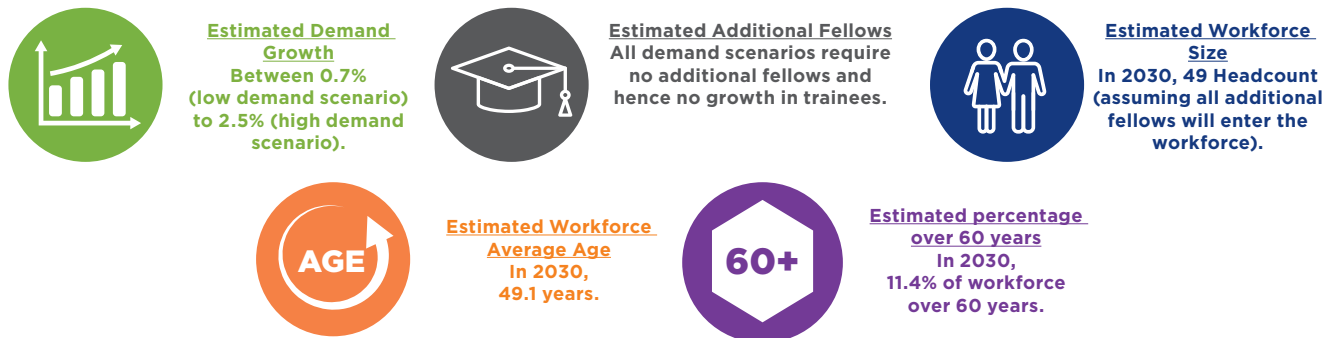 Estimated Demand
Growth
Between 0.7%
(low demand scenario)
to 2.5% (high demand
scenario).
Estimated Additional Fellows
All demand scenarios require
no additional fellows and
hence no growth in trainees.
Estimated Workforce
Size
In 2030, 49 Headcount
(assuming all additional
fellows will enter the
workforce).
AGE
Estimated Workforce
Average Age
In 2030,
49.1 years.
60+
Estimated percentage
over 60 years
In 2030,
11.4% of workforce
over 60 years.